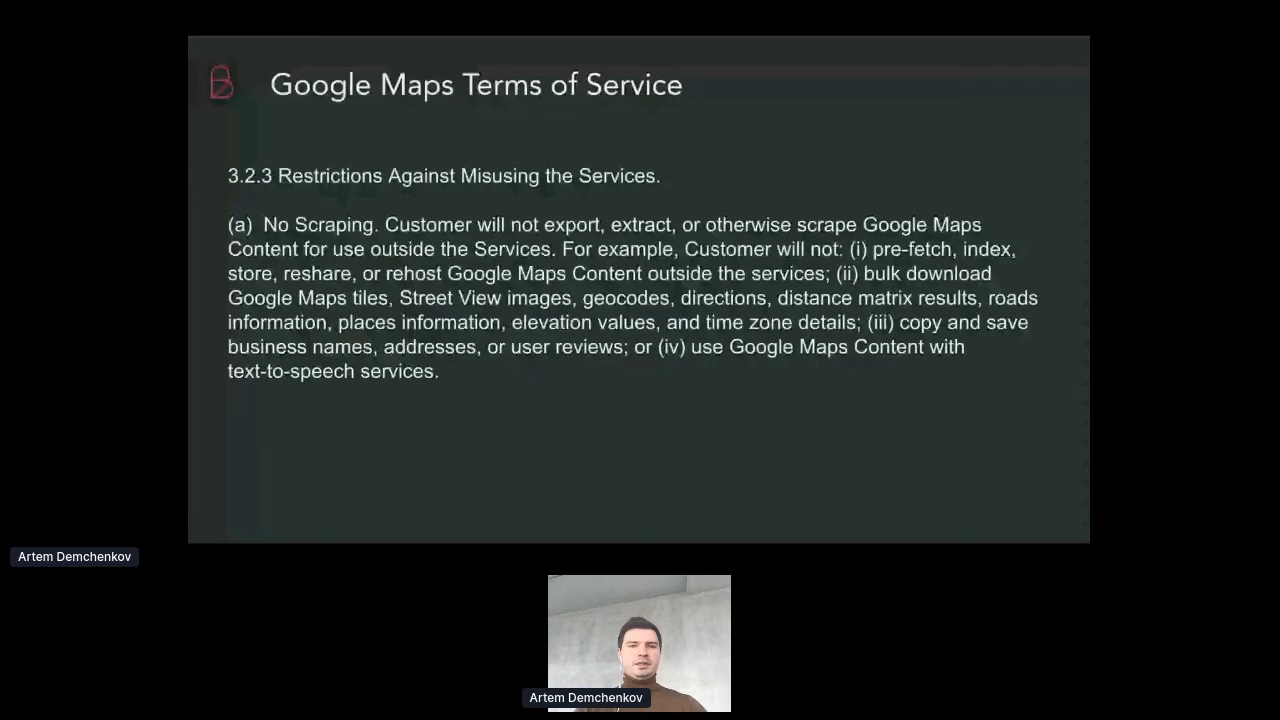 Google Maps Terms of Service
3.2.3 Restrictions Against Misusing the Services.
(a)  No Scraping. Customer will not export, extract, or otherwise scrape Google Maps
Content for use outside the Services. For example, Customer will not: (i) pre-fetch, index,
store, reshare, or rehost Google Maps Content outside the services; (ii) bulk download
Google Maps tiles, Street View images, geocodes, directions, distance matrix results, roads
information, places information, elevation values, and time zone details; (iii) copy and save
business names, addresses, or user reviews; or (iv) use Google Maps Content with
text-to-speech services.
Artem Demchenkov
Artem Demchenkov